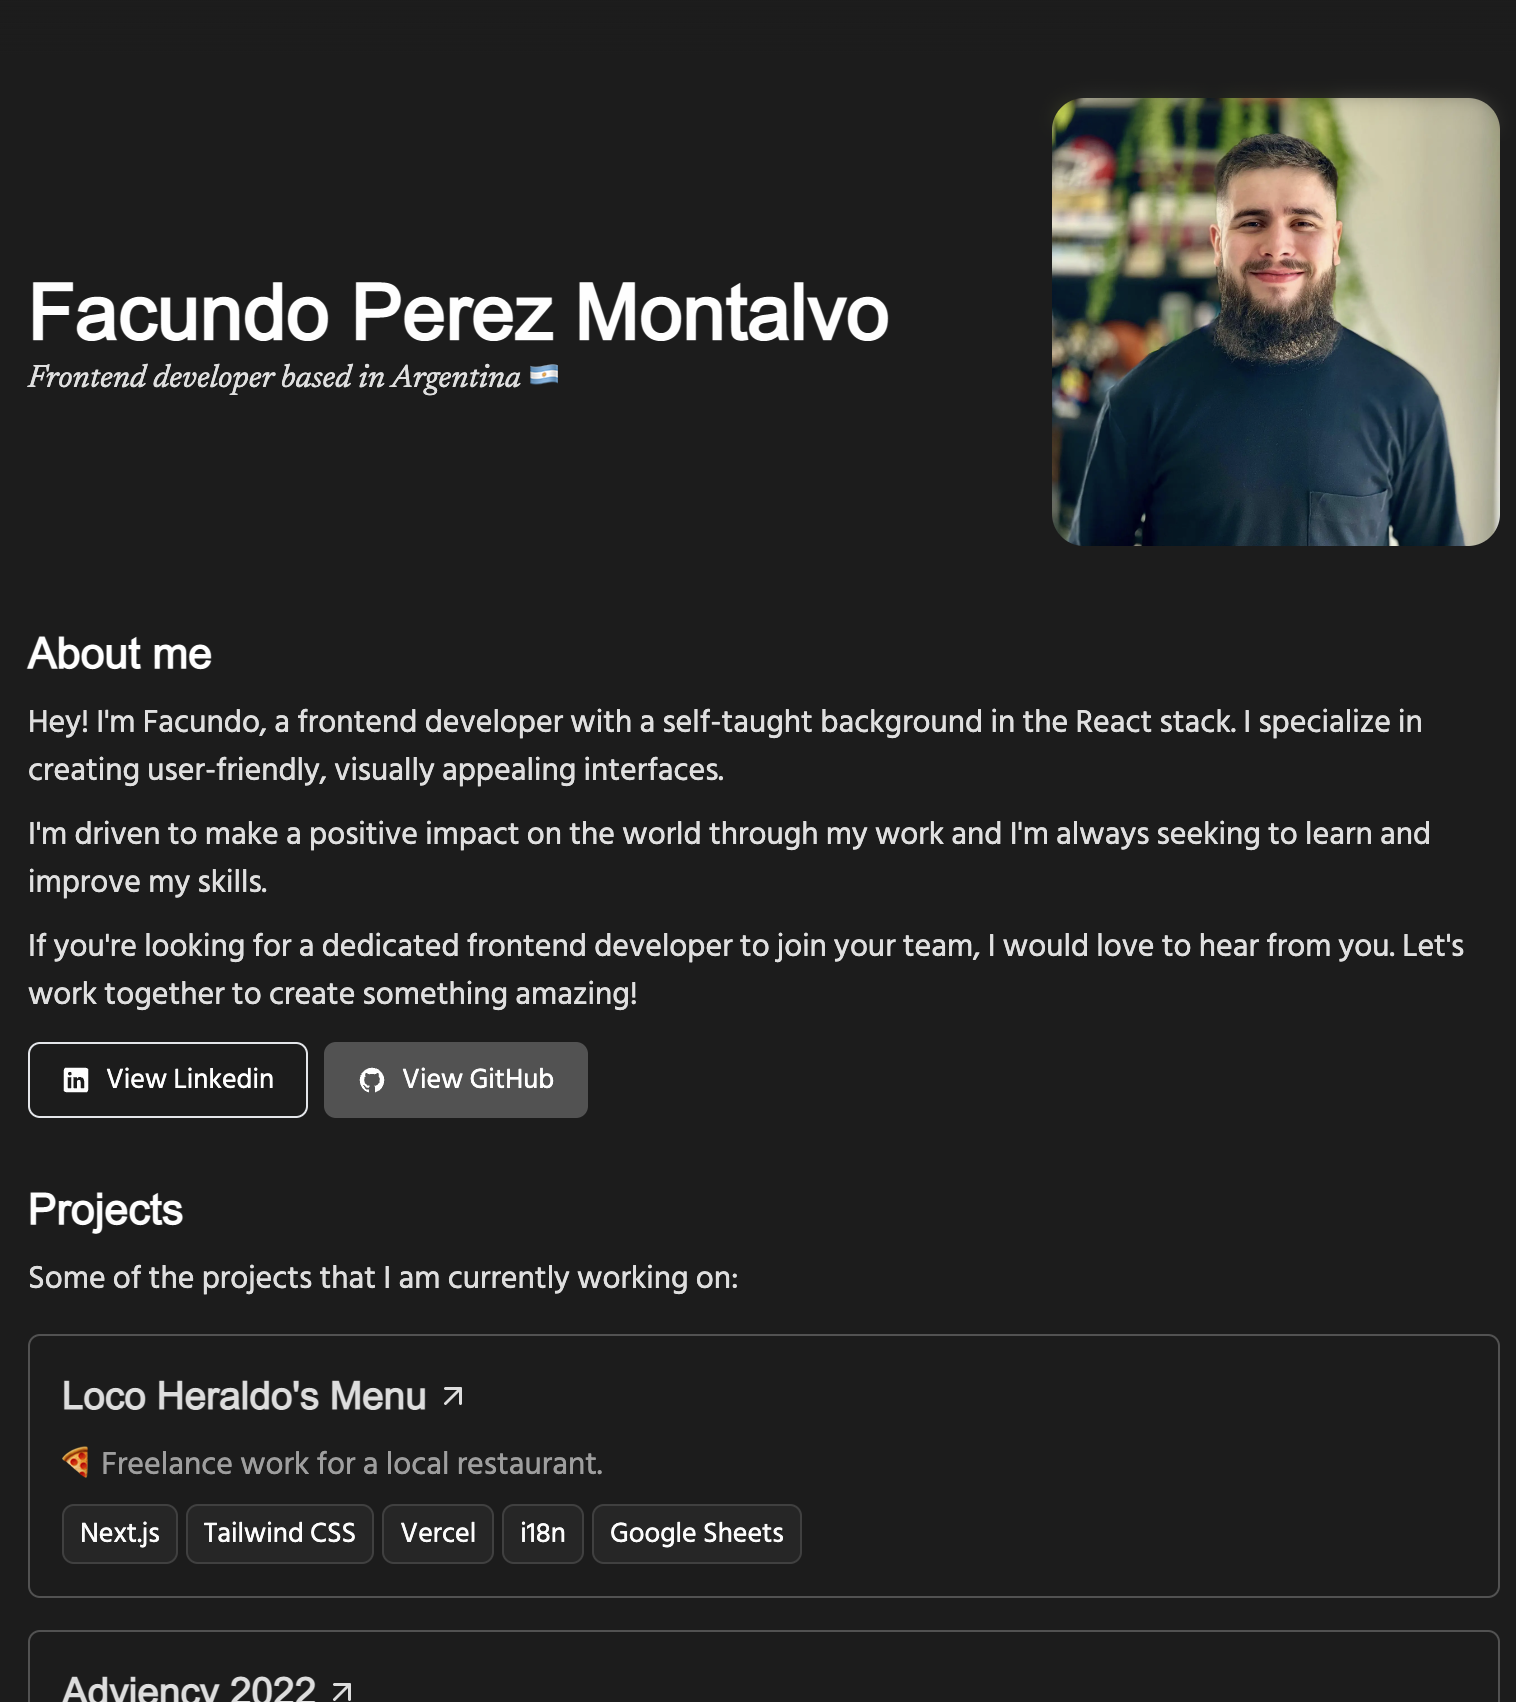 Facundo Perez Montalvo
Frontend developer based in Argentina 🇦🇷
About me
Hey! I'm Facundo, a frontend developer with a self-taught background in the React stack. I specialize in
creating user-friendly, visually appealing interfaces.
I'm driven to make a positive impact on the world through my work and I'm always seeking to learn and
improve my skills.
If you're looking for a dedicated frontend developer to join your team, I would love to hear from you. Let's
work together to create something amazing!
View Linkedin View GitHub
Projects
Some of the projects that I am currently working on:
Loco Heraldo's Menu
🍕 Freelance work for a local restaurant.
Next.js Tailwind CSS Vercel i18n Google Sheets
Adviency 2022